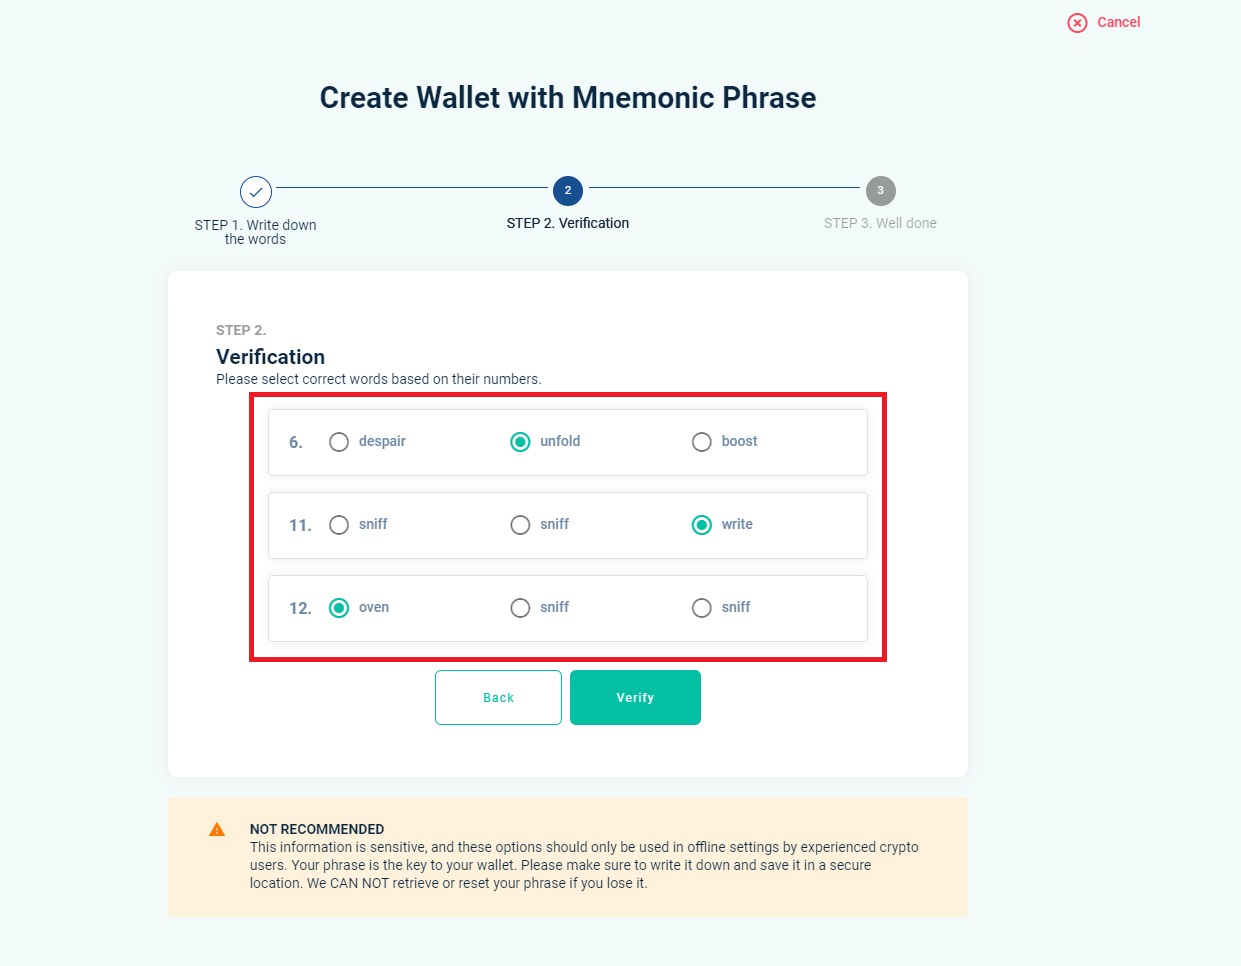 Cancel
Create Wallet with Mnemonic Phrase
2
3
STEP 1. Write down
the words
STEP 2. Verification
STEP 3. Well done
STEP 2.
Verification
Please select correct words based on their numbers.
6. despair unfold boost
11. sniff sniff write
12. oven sniff sniff
Back Verify
NOT RECOMMENDED
This information is sensitive, and these options should only be used in offline settings by experienced crypto
users. Your phrase is the key to your wallet. Please make sure to write it down and save it in a secure
location. We CAN NOT retrieve or reset your phrase if you lose it.